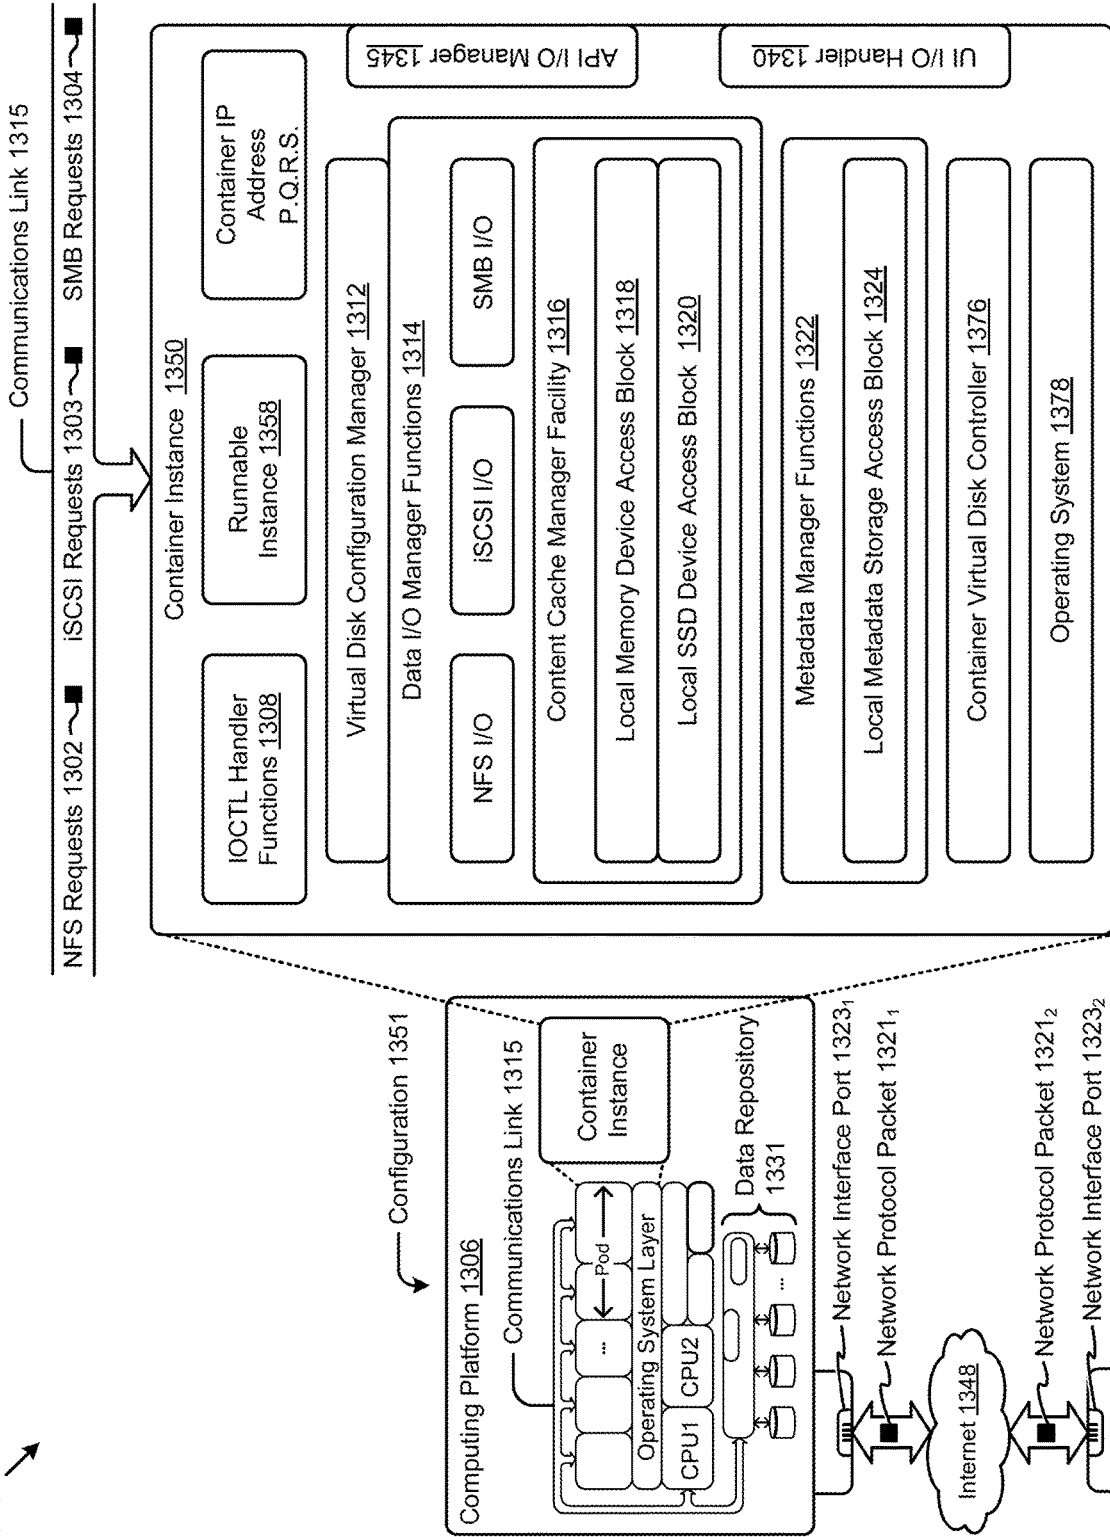 Communications Link 1315
NFS Requests 1302
iSCSI Requests 1303
SMB Requests 1304
Configuration 1351
Computing Platform 1306
Communications Link 1315
...
Pod
Operating System Layer
CPU1
CPU2
...
Container
Instance
Data Repository
1331
Network Interface Port 1323₁
Network Protocol Packet 1321₁
Internet 1348
Network Protocol Packet 1321₂
Network Interface Port 1323₂
Container Instance 1350
IOCTL Handler
Functions 1308
Runnable
Instance 1358
Container IP
Address
P.Q.R.S.
Virtual Disk Configuration Manager 1312
Data I/O Manager Functions 1314
NFS I/O
iSCSI I/O
SMB I/O
Content Cache Manager Facility 1316
Local Memory Device Access Block 1318
Local SSD Device Access Block 1320
Metadata Manager Functions 1322
Local Metadata Storage Access Block 1324
Container Virtual Disk Controller 1376
Operating System 1378
API I/O Manager 1345
UI I/O Handler 1340